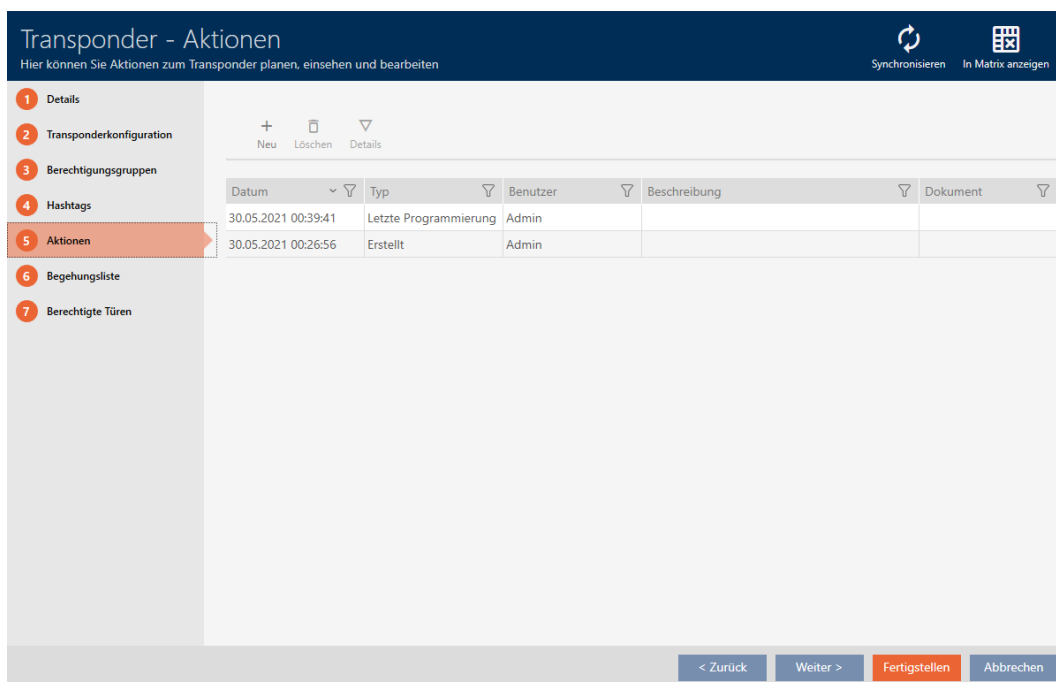 Transponder - Aktionen
Hier können Sie Aktionen zum Transponder planen, einsehen und bearbeiten
Synchronisieren
In Matrix anzeigen
1 Details
2 Transponderkonfiguration
3 Berechtigungsgruppen
4 Hashtags
5 Aktionen
6 Begehungsliste
7 Berechtigte Türen
Neu Löschen Details
Datum Typ Benutzer Beschreibung Dokument
30.05.2021 00:39:41 Letzte Programmierung Admin
30.05.2021 00:26:56 Erstellt Admin
< Zurück Weiter > Fertigstellen Abbrechen